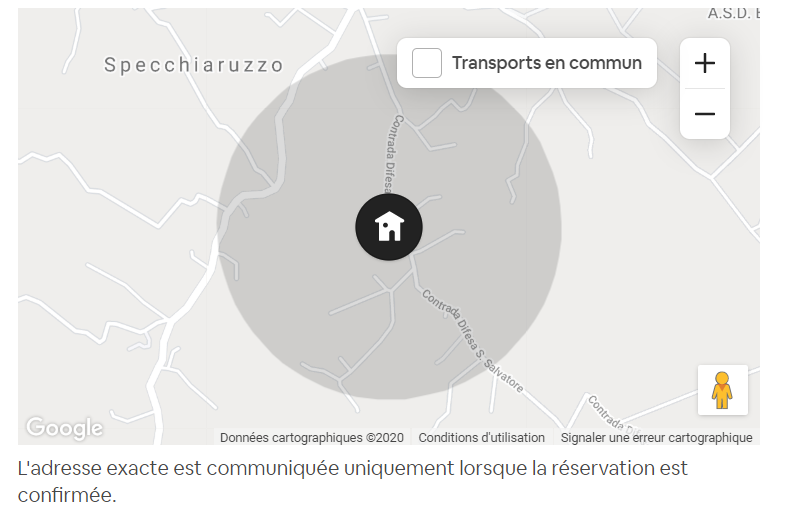 A.S.D.
Specchiaruzzo
Transports en commun
Contrada Difesa
Contrada Difesa S. Salvatore
Contrada
Google
Données cartographiques ©2020
Conditions d'utilisation
Signaler une erreur cartographique
L'adresse exacte est communiquée uniquement lorsque la réservation est
confirmée.